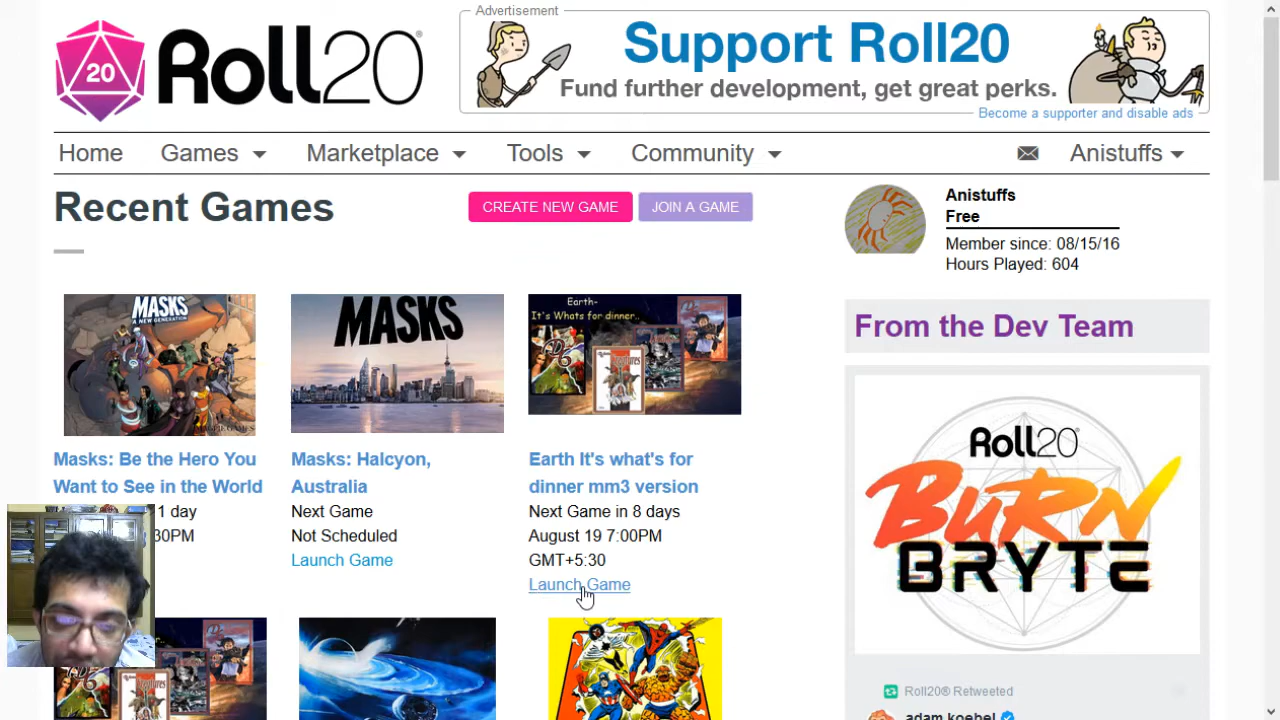 Advertisement
20
Roll20®
Support Roll20
Fund further development, get great perks.
Become a supporter and disable ads
Home Games Marketplace Tools Community Anistuffs
Recent Games
CREATE NEW GAME
JOIN A GAME
Anistuffs
Free
Member since: 08/15/16
Hours Played: 604
MASKS
A NEW GENERATION
MASKS
Earth-
It's Whats for dinner..
From the Dev Team
Masks: Be the Hero You
Want to See in the World
1 day
30PM
Masks: Halcyon,
Australia
Next Game
Not Scheduled
Launch Game
Earth It's what's for
dinner mm3 version
Next Game in 8 days
August 19 7:00PM
GMT+5:30
Launch Game
Roll20®
BURN
BRYTE
Roll20® Retweeted
adam koebel